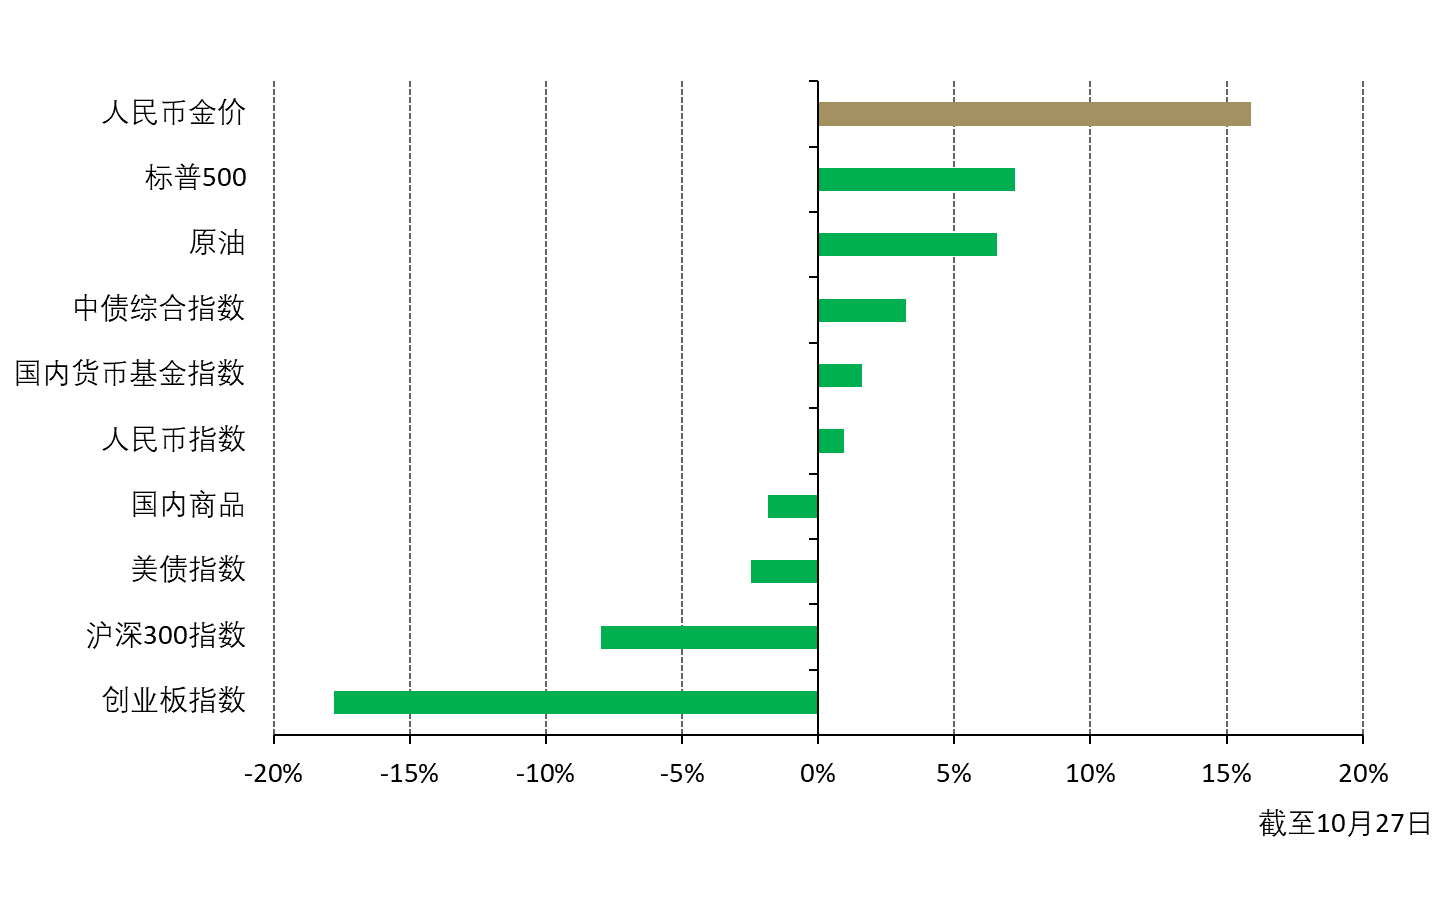 人民币金价
标普500
原油
中债综合指数
国内货币基金指数
人民币指数
国内商品
美债指数
沪深300指数
创业板指数
-20% -15% -10% -5% 0% 5% 10% 15% 20%
截至10月27日